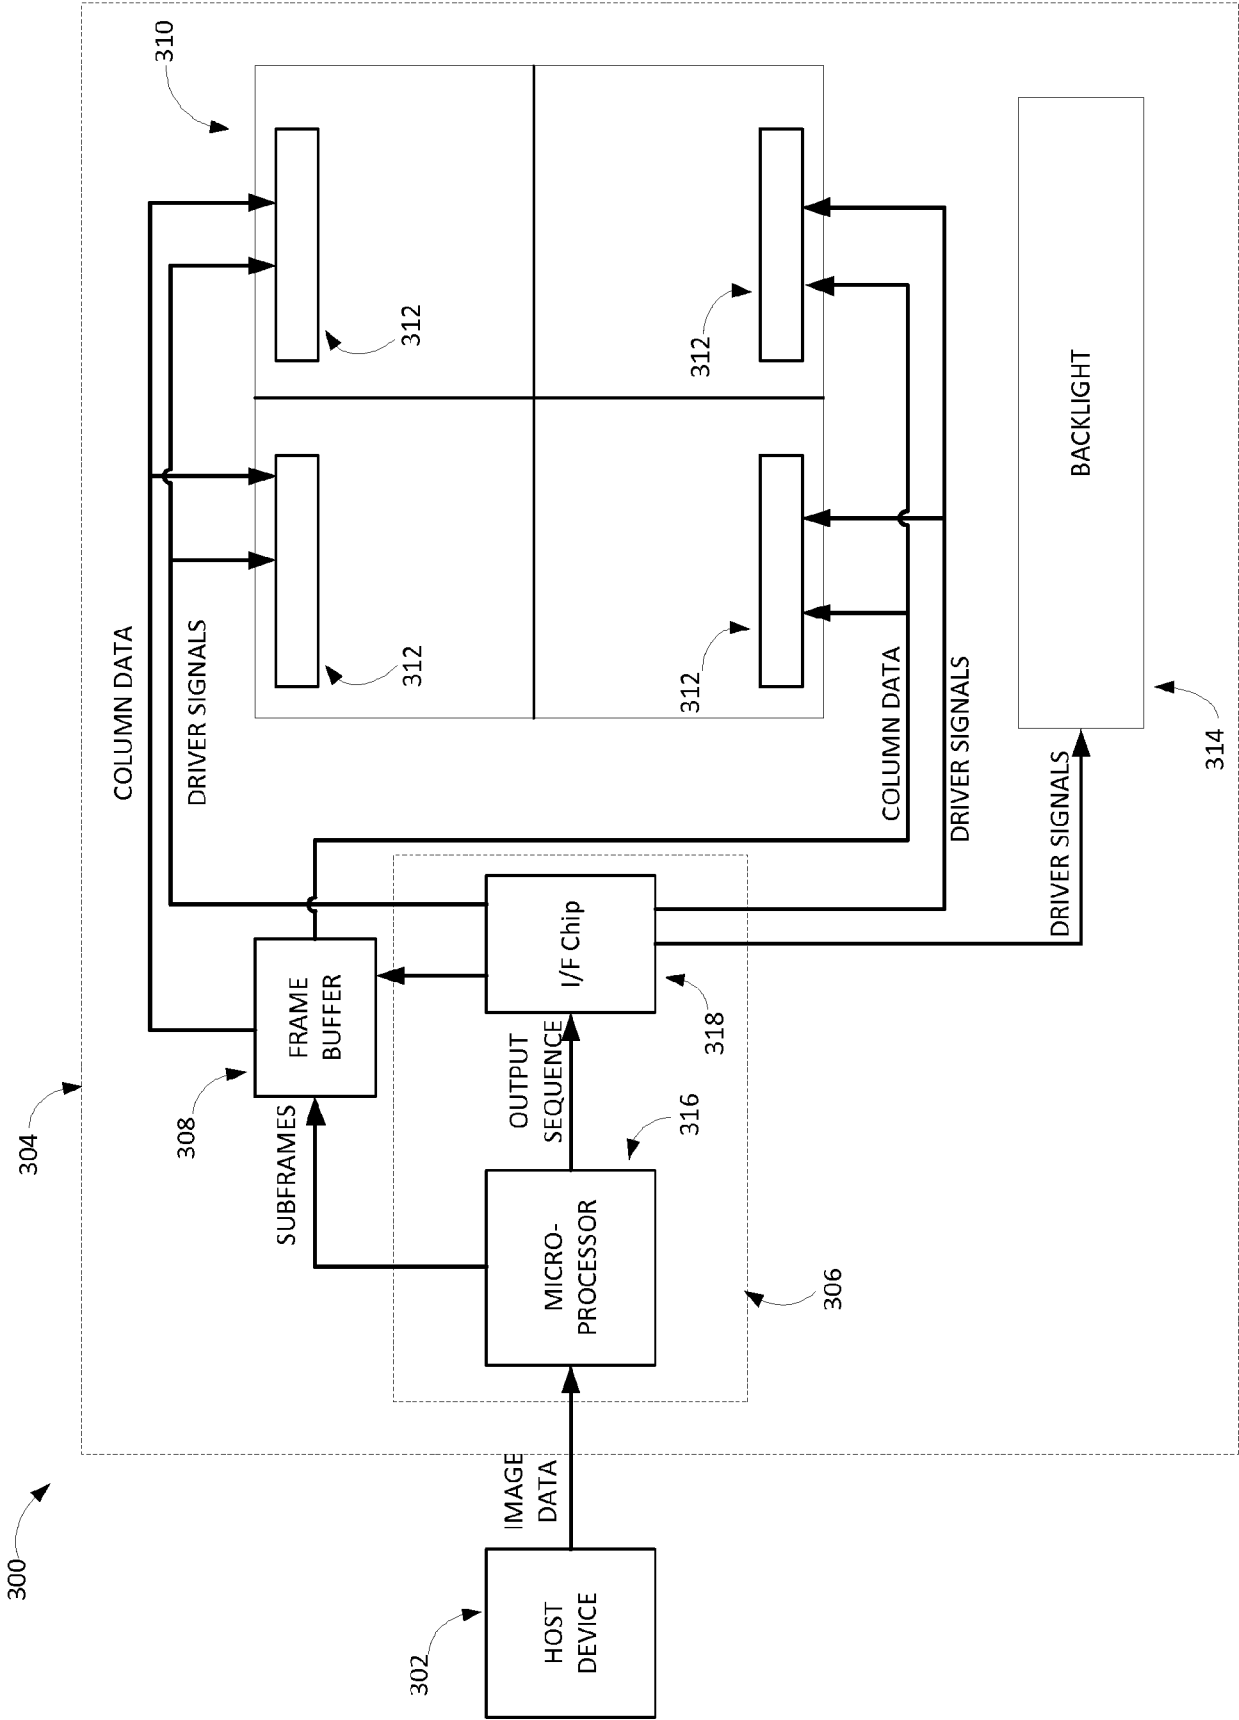 300
302
HOST
DEVICE
IMAGE
DATA
304
306
MICRO-
PROCESSOR
316
OUTPUT
SEQUENCE
I/F Chip
318
SUBFRAMES
308
FRAME
BUFFER
COLUMN DATA
DRIVER SIGNALS
310
312
312
312
312
COLUMN DATA
DRIVER SIGNALS
DRIVER SIGNALS
314
BACKLIGHT